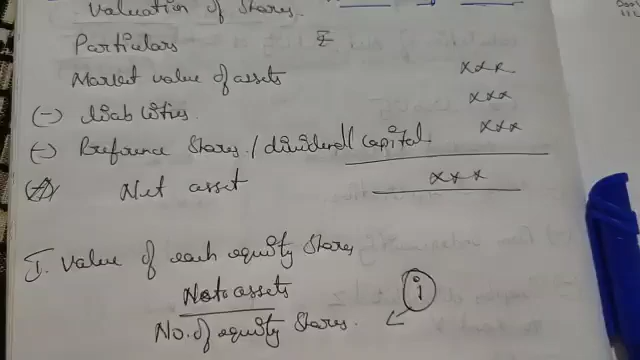 Valuation of Shares.
Particulars ₹
Market value of assets xxx
(-) Liabilities. xxx
(-) Preference Shares / dividend / capital xxx
Net asset xxx
I. Value of each equity Shares
Net assets
No. of equity Shares. i